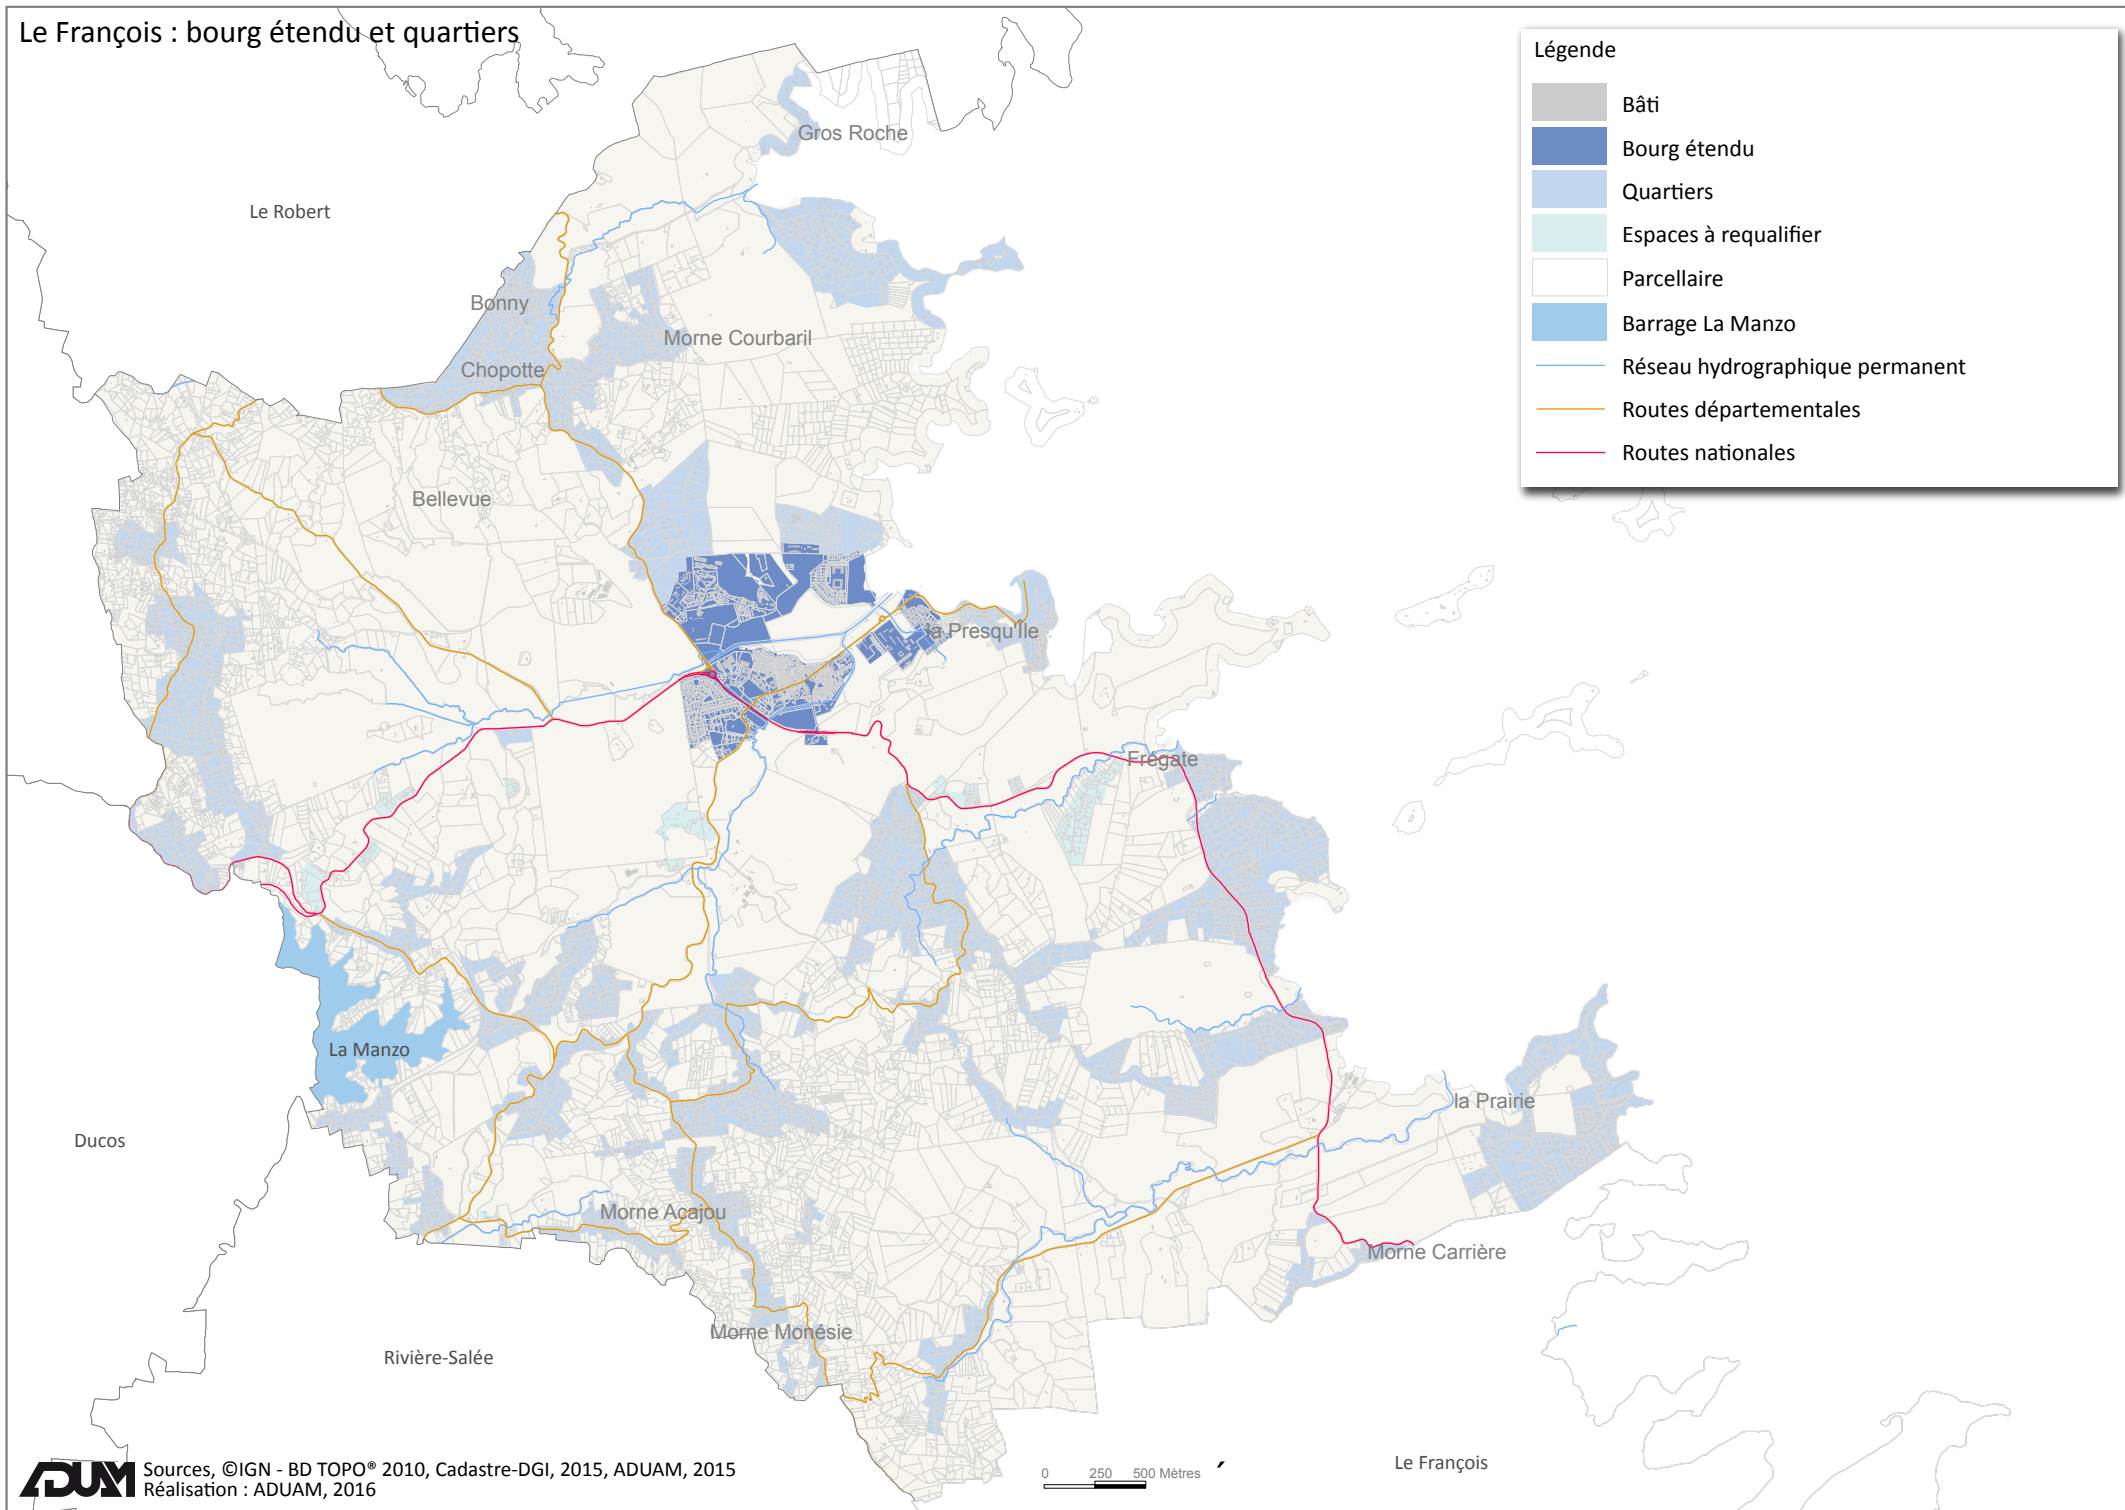 Le François : bourg étendu et quartiers
Légende
Bâti
Bourg étendu
Quartiers
Espaces à requalifier
Parcellaire
Barrage La Manzo
Réseau hydrographique permanent
Routes départementales
Routes nationales
Gros Roche
Le Robert
Bonny
Morne Courbaril
Chopotte
Bellevue
la Presqu'Ile
Frégate
La Manzo
la Prairie
Ducos
Morne Acajou
Morne Carrière
Morne Monésie
Rivière-Salée
Le François
0 250 500 Mètres
ADUAM
Sources, ©IGN - BD TOPO® 2010, Cadastre-DGI, 2015, ADUAM, 2015
Réalisation : ADUAM, 2016